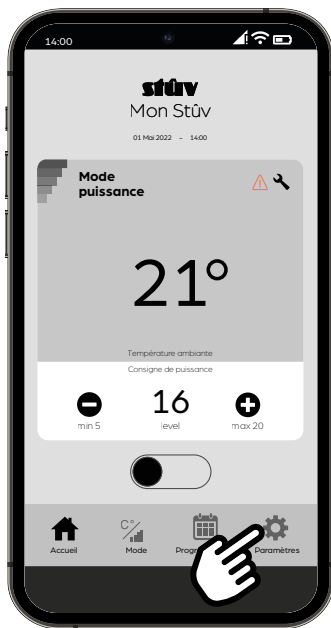 14:00
stûv
Mon Stûv
01 Mai 2022 - 14:00
Mode
puissance
21°
Température ambiante
Consigne de puissance
16
min 5 level max 20
C°
Accueil Mode Paramètres